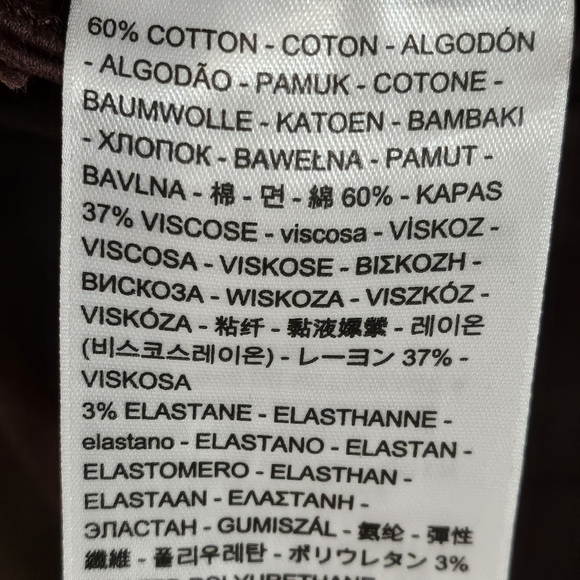 60% COTTON - COTON - ALGODÓN
- ALGODÃO - PAMUK - COTONE -
BAUMWOLLE - KATOEN - BAMBAKI
- ХЛОПОК - BAWEŁNA - PAMUT -
BAVLNA - 棉 - 면 - 綿 60% - KAPAS
37% VISCOSE - viscosa - VİSKOZ -
VISCOSA - VISKOSE - ΒΙΣΚΟΖΗ -
ВИСКОЗА - WISKOZA - VISZKÓZ -
VISKÓZA - 粘纤 - 黏液嫘縈 - 레이온
(비스코스레이온) - レーヨン 37% -
VISKOSA
3% ELASTANE - ELASTHANNE -
elastano - ELASTANO - ELASTAN -
ELASTOMERO - ELASTHAN -
ELASTAAN - ΕΛΑΣΤΑΝΗ -
ЭЛАСТАН - GUMISZÁL - 氨纶 - 彈性
纖維 - 폴리우레탄 - ポリウレタン 3%
POLYURETHANE